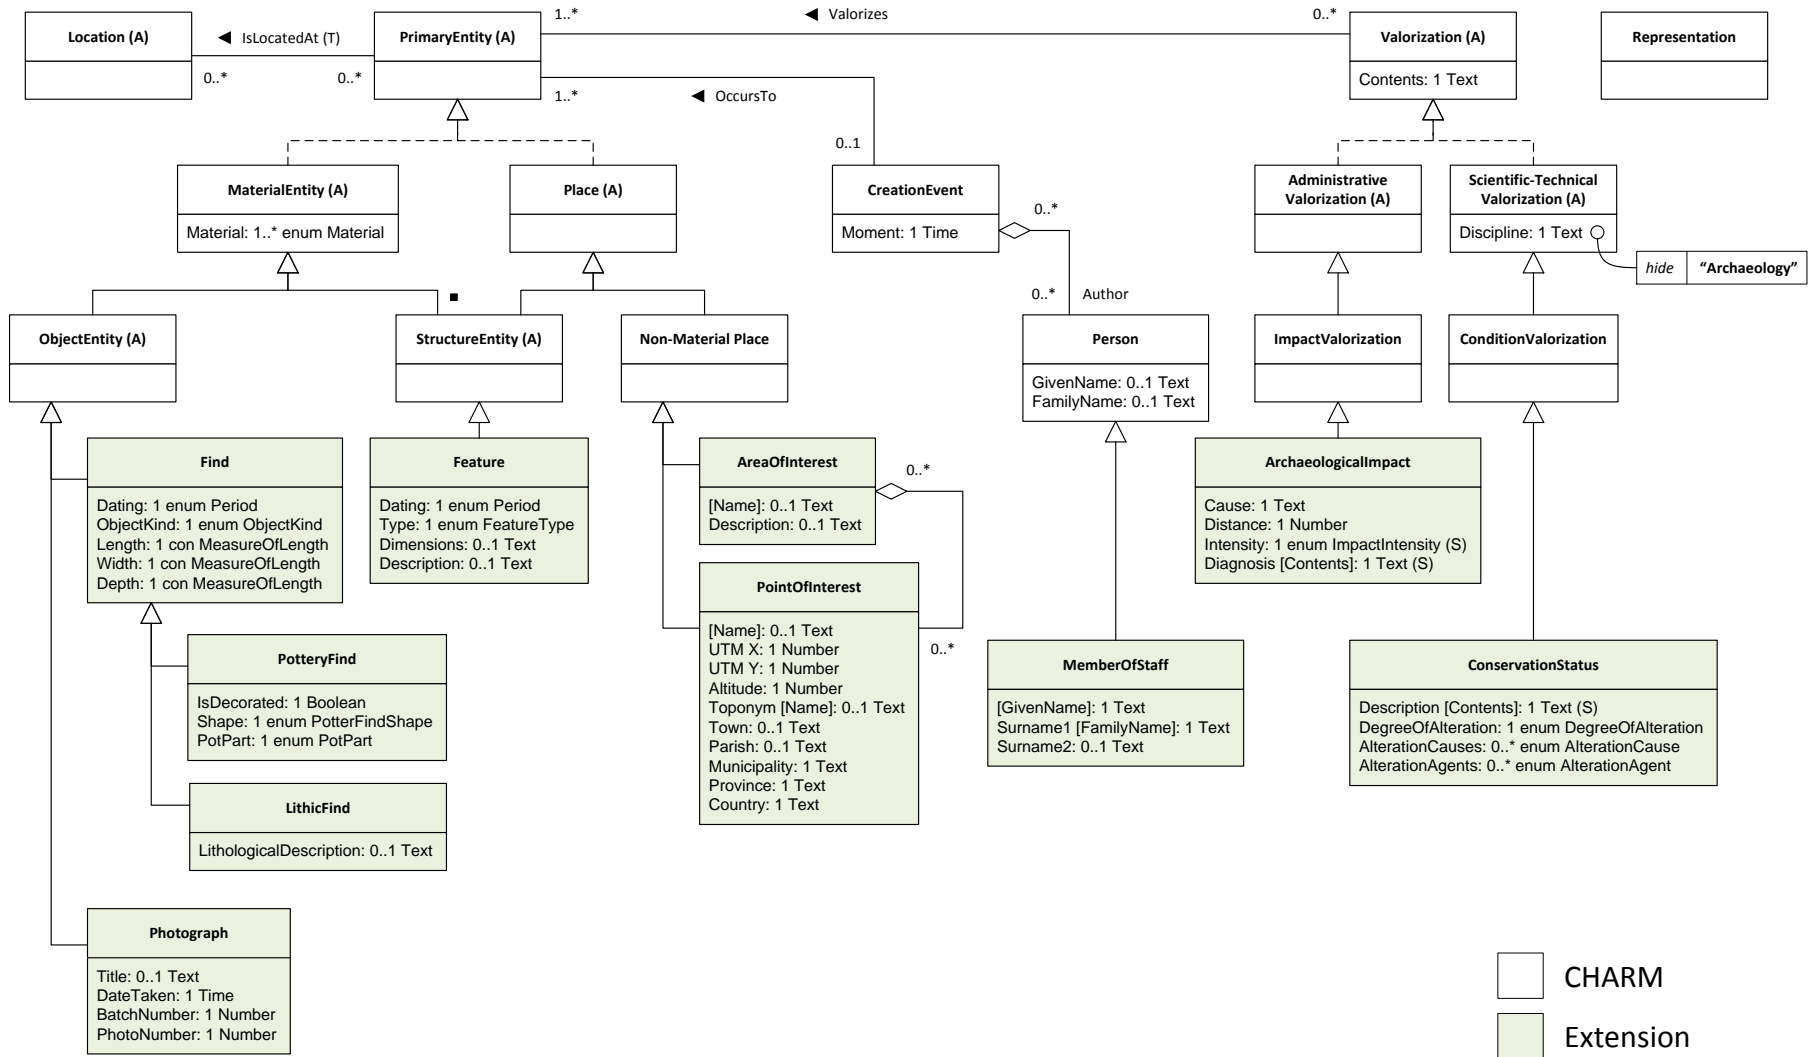 1..*
◄ Valorizes
0..*
Location (A)
◄ IsLocatedAt (T)
0..*
0..*
PrimaryEntity (A)
Valorization (A)
Contents: 1 Text
Representation
1..*
◄ OccursTo
0..1
MaterialEntity (A)
Material: 1..* enum Material
Place (A)
CreationEvent
Moment: 1 Time
0..*
0..*
Author
Administrative
Valorization (A)
Scientific-Technical
Valorization (A)
Discipline: 1 Text
hide
“Archaeology”
ObjectEntity (A)
StructureEntity (A)
Non-Material Place
Person
GivenName: 0..1 Text
FamilyName: 0..1 Text
ImpactValorization
ConditionValorization
Find
Dating: 1 enum Period
ObjectKind: 1 enum ObjectKind
Length: 1 con MeasureOfLength
Width: 1 con MeasureOfLength
Depth: 1 con MeasureOfLength
Feature
Dating: 1 enum Period
Type: 1 enum FeatureType
Dimensions: 0..1 Text
Description: 0..1 Text
AreaOfInterest
[Name]: 0..1 Text
Description: 0..1 Text
0..*
0..*
ArchaeologicalImpact
Cause: 1 Text
Distance: 1 Number
Intensity: 1 enum ImpactIntensity (S)
Diagnosis [Contents]: 1 Text (S)
PointOfInterest
[Name]: 0..1 Text
UTM X: 1 Number
UTM Y: 1 Number
Altitude: 1 Number
Toponym [Name]: 0..1 Text
Town: 0..1 Text
Parish: 0..1 Text
Municipality: 1 Text
Province: 1 Text
Country: 1 Text
PotteryFind
IsDecorated: 1 Boolean
Shape: 1 enum PotterFindShape
PotPart: 1 enum PotPart
MemberOfStaff
[GivenName]: 1 Text
Surname1 [FamilyName]: 1 Text
Surname2: 0..1 Text
ConservationStatus
Description [Contents]: 1 Text (S)
DegreeOfAlteration: 1 enum DegreeOfAlteration
AlterationCauses: 0..* enum AlterationCause
AlterationAgents: 0..* enum AlterationAgent
LithicFind
LithologicalDescription: 0..1 Text
Photograph
Title: 0..1 Text
DateTaken: 1 Time
BatchNumber: 1 Number
PhotoNumber: 1 Number
CHARM
Extension